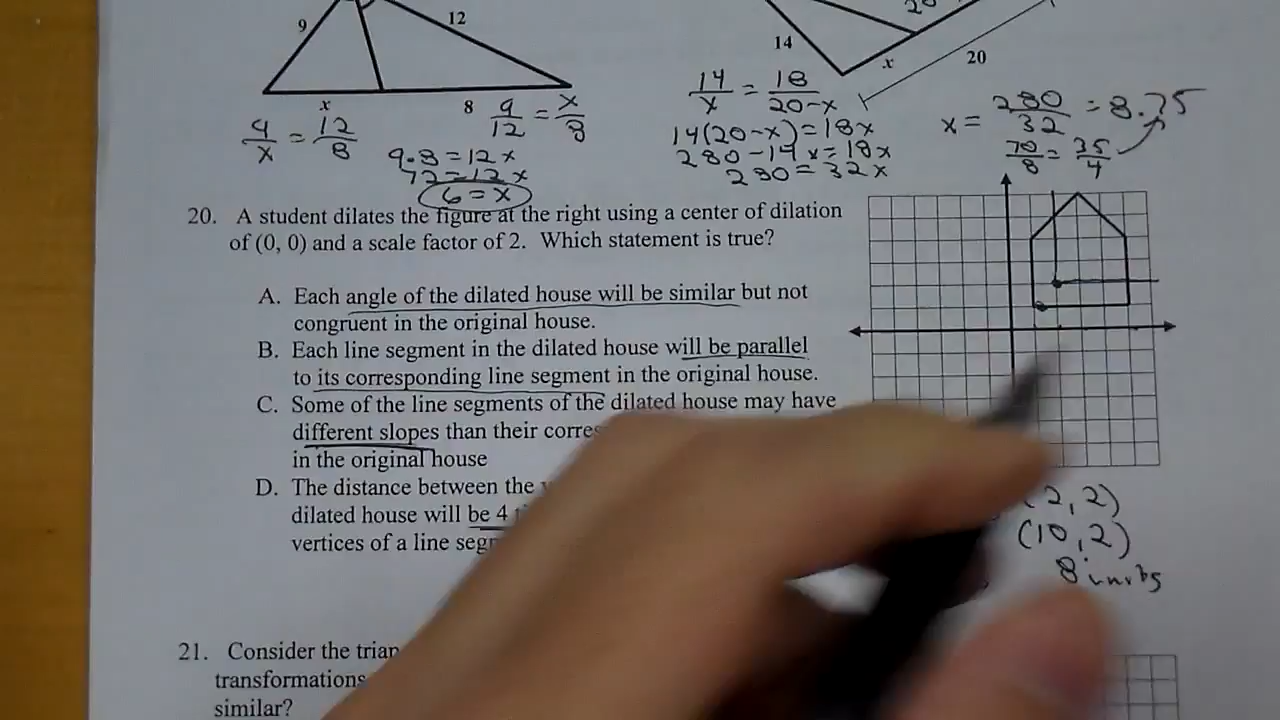 9
12
x
8
14
x
20
9/x = 12/8
9/12 = x/8
9·8=12x
72=12x
6=x
14/x = 18/20-x
14(20-x)=18x
280-14x=18x
280=32x
x= 280/32 =8.75
70/8 = 35/4
20. A student dilates the figure at the right using a center of dilation
of (0, 0) and a scale factor of 2. Which statement is true?
A. Each angle of the dilated house will be similar but not
congruent in the original house.
B. Each line segment in the dilated house will be parallel
to its corresponding line segment in the original house.
C. Some of the line segments of the dilated house may have
different slopes than their
in the original house
D. The distance between the
dilated house will be 4
vertices of a line
(2,2)
(10,2)
8 units
21. Consider the
transformations
similar?